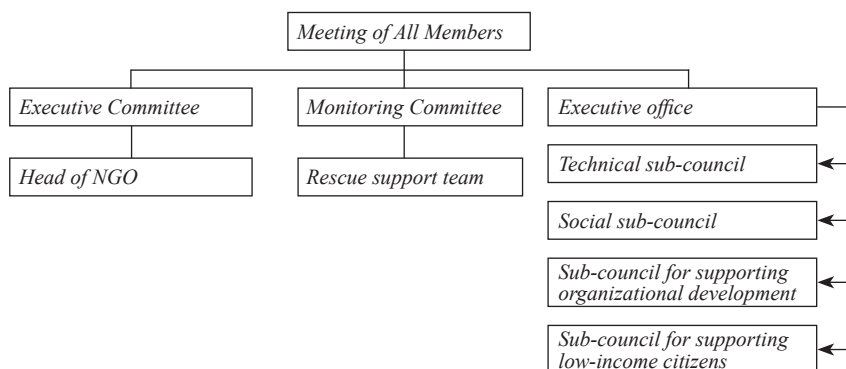 Meeting of All Members
Executive Committee
Monitoring Committee
Executive office
Head of NGO
Rescue support team
Technical sub-council
Social sub-council
Sub-council for supporting
organizational development
Sub-council for supporting
low-income citizens